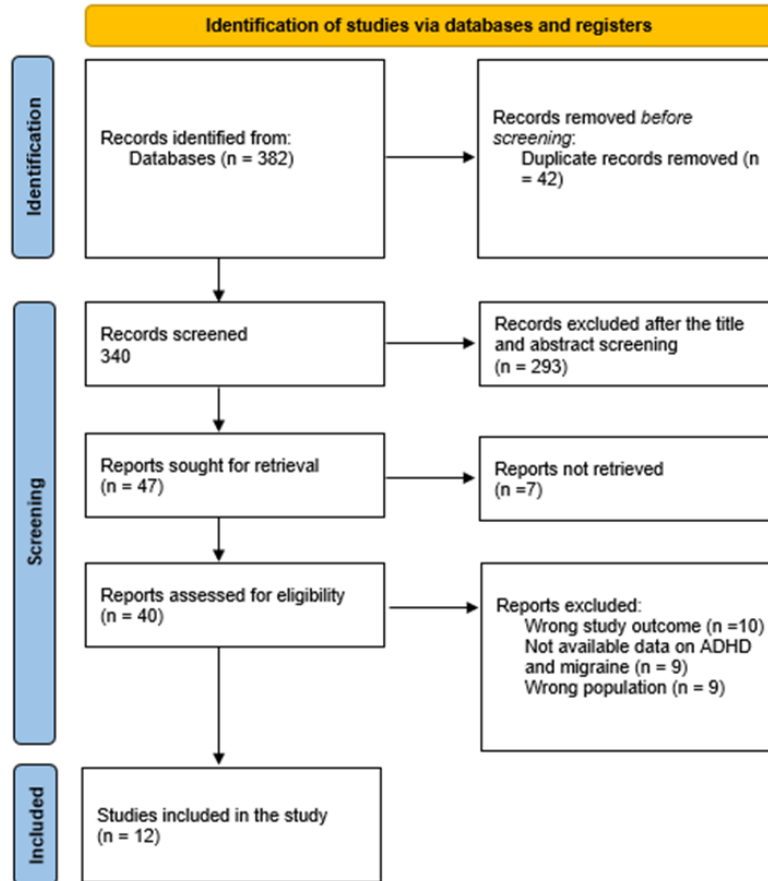 Identification of studies via databases and registers
Identification
Records identified from:
Databases (n = 382)
Records removed before
screening:
Duplicate records removed (n
= 42)
Screening
Records screened
340
Records excluded after the title
and abstract screening
(n = 293)
Reports sought for retrieval
(n = 47)
Reports not retrieved
(n =7)
Reports assessed for eligibility
(n = 40)
Reports excluded:
Wrong study outcome (n =10)
Not available data on ADHD
and migraine (n = 9)
Wrong population (n = 9)
Included
Studies included in the study
(n = 12)